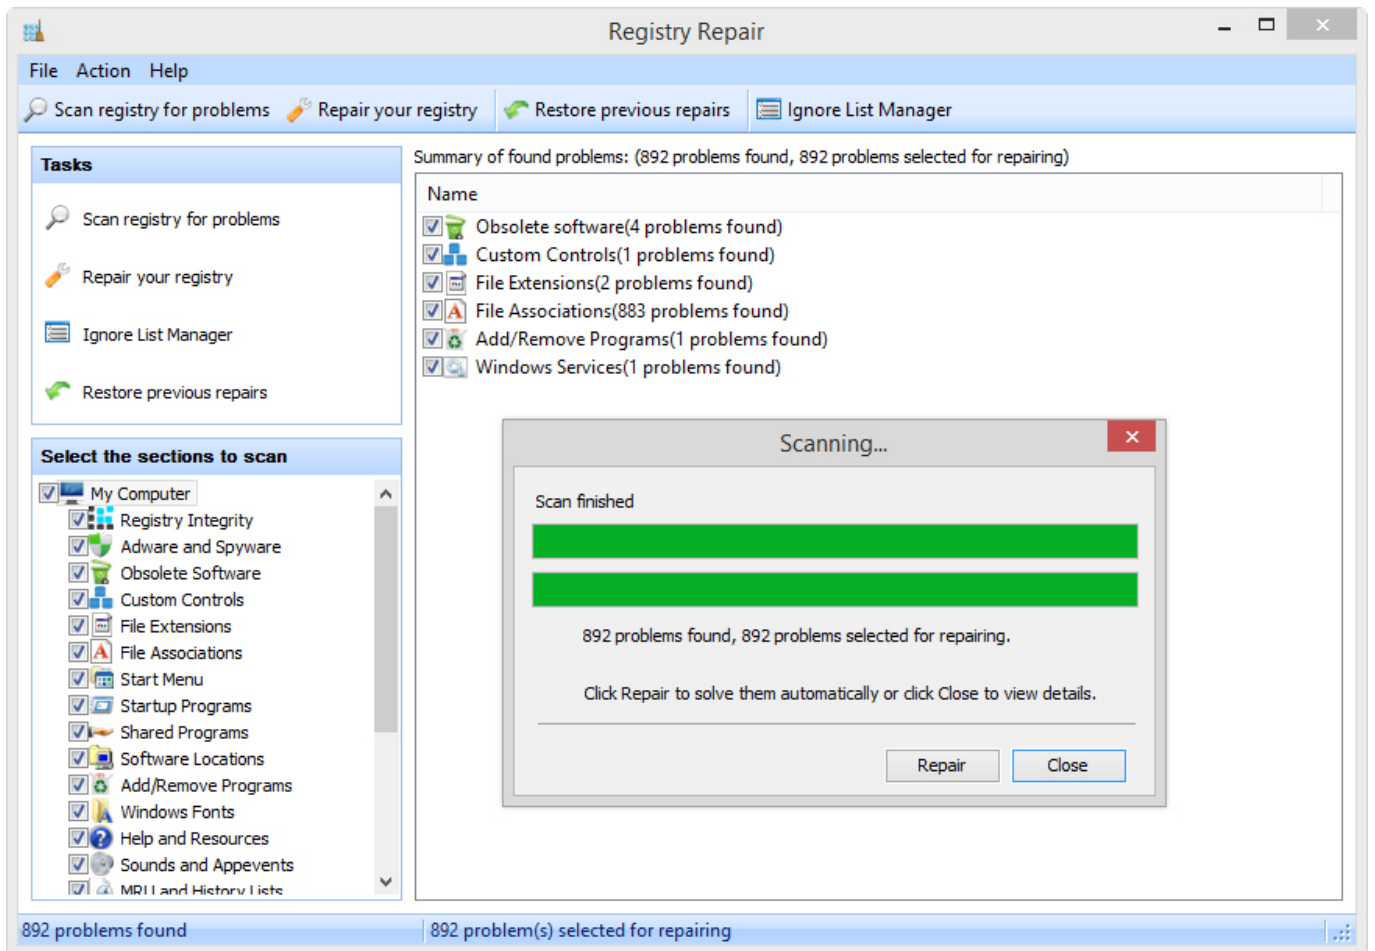 Registry Repair
File Action Help
Scan registry for problems Repair your registry Restore previous repairs Ignore List Manager
Tasks
Scan registry for problems
Repair your registry
Ignore List Manager
Restore previous repairs
Select the sections to scan
My Computer
Registry Integrity
Adware and Spyware
Obsolete Software
Custom Controls
File Extensions
File Associations
Start Menu
Startup Programs
Shared Programs
Software Locations
Add/Remove Programs
Windows Fonts
Help and Resources
Sounds and Appevents
MRU and History Lists
Summary of found problems: (892 problems found, 892 problems selected for repairing)
Name
Obsolete software(4 problems found)
Custom Controls(1 problems found)
File Extensions(2 problems found)
File Associations(883 problems found)
Add/Remove Programs(1 problems found)
Windows Services(1 problems found)
Scanning...
Scan finished
892 problems found, 892 problems selected for repairing.
Click Repair to solve them automatically or click Close to view details.
Repair Close
892 problems found 892 problem(s) selected for repairing